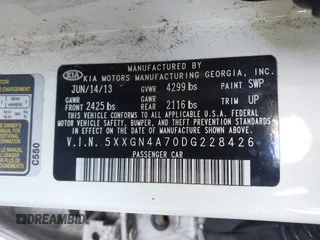 MANUFACTURED BY
KIA KIA MOTORS MANUFACTURING GEORGIA, INC.
JUN/14/13 GVWR 4299 lbs PAINT SWP
GAWR FRONT 2425 lbs GAWR REAR 2116 lbs TRIM UP
THIS VEHICLE CONFORMS TO ALL APPLICABLE FEDERAL
MOTOR VEHICLE SAFETY, BUMPER, AND THEFT PREVENTION
STANDARDS IN EFFECT ON THE DATE OF MANUFACTURE
SHOWN ABOVE.
V.I.N. 5XXGN4A70DG228426
PASSENGER CAR
C550
DREAMBID